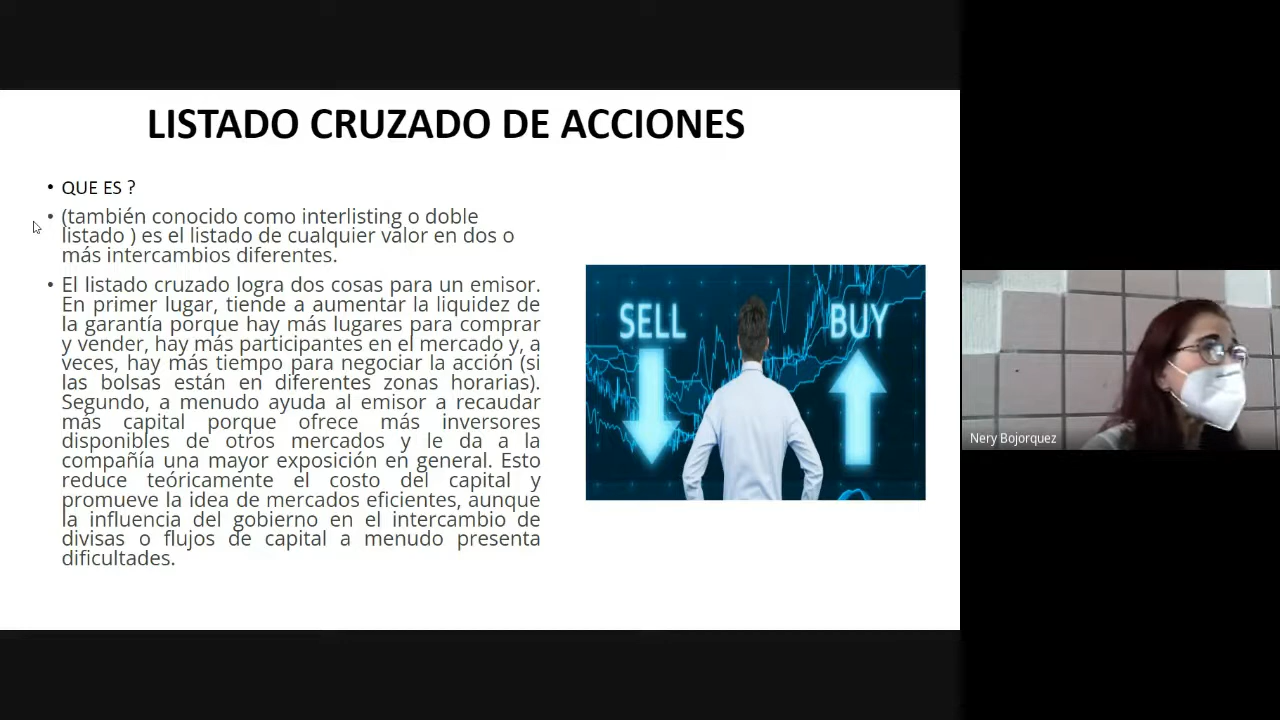 LISTADO CRUZADO DE ACCIONES
• QUE ES ?
• (también conocido como interlisting o doble
listado ) es el listado de cualquier valor en dos o
más intercambios diferentes.
• El listado cruzado logra dos cosas para un emisor.
En primer lugar, tiende a aumentar la liquidez de
la garantía porque hay más lugares para comprar
y vender, hay más participantes en el mercado y, a
veces, hay más tiempo para negociar la acción (si
las bolsas están en diferentes zonas horarias).
Segundo, a menudo ayuda al emisor a recaudar
más capital porque ofrece más inversores
disponibles de otros mercados y le da a la
compañía una mayor exposición en general. Esto
reduce teóricamente el costo del capital y
promueve la idea de mercados eficientes, aunque
la influencia del gobierno en el intercambio de
divisas o flujos de capital a menudo presenta
dificultades.
SELL
BUY
Nery Bojorquez